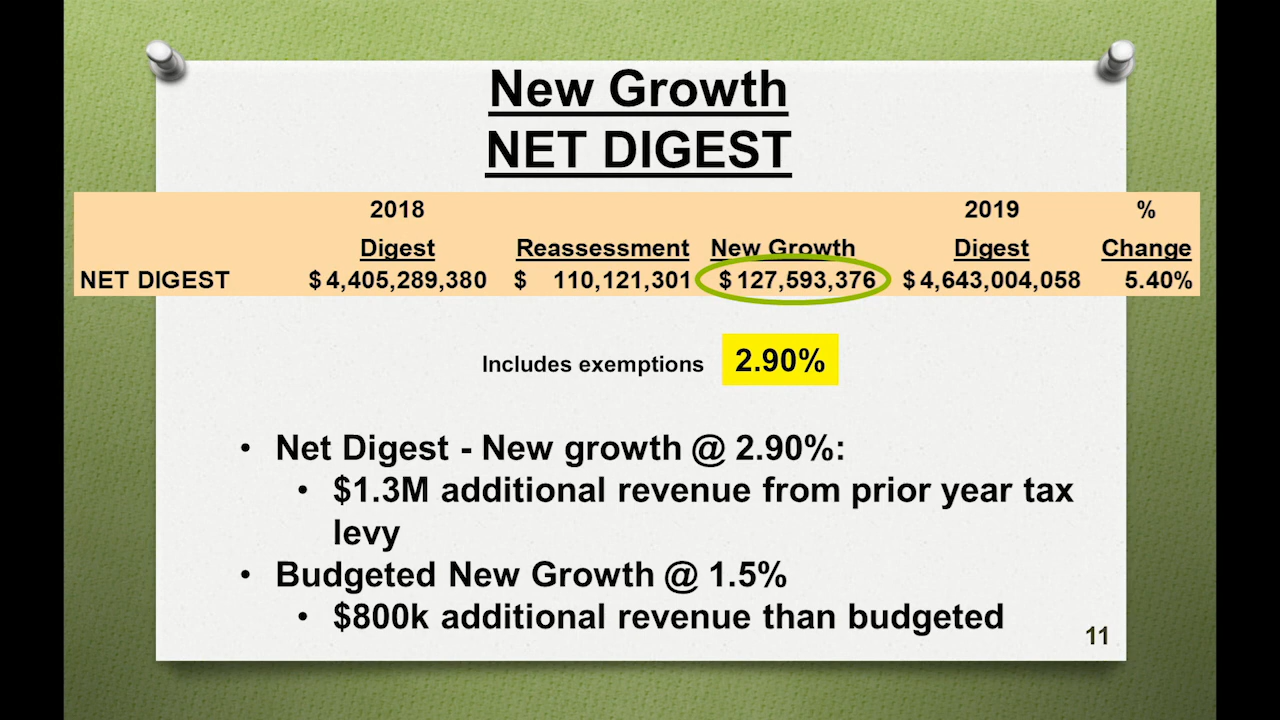 New Growth
NET DIGEST
2018 2019 %
Digest Reassessment New Growth Digest Change
NET DIGEST $ 4,405,289,380 $ 110,121,301 $ 127,593,376 $ 4,643,004,058 5.40%
Includes exemptions 2.90%
• Net Digest - New growth @ 2.90%:
• $1.3M additional revenue from prior year tax
levy
• Budgeted New Growth @ 1.5%
• $800k additional revenue than budgeted
11